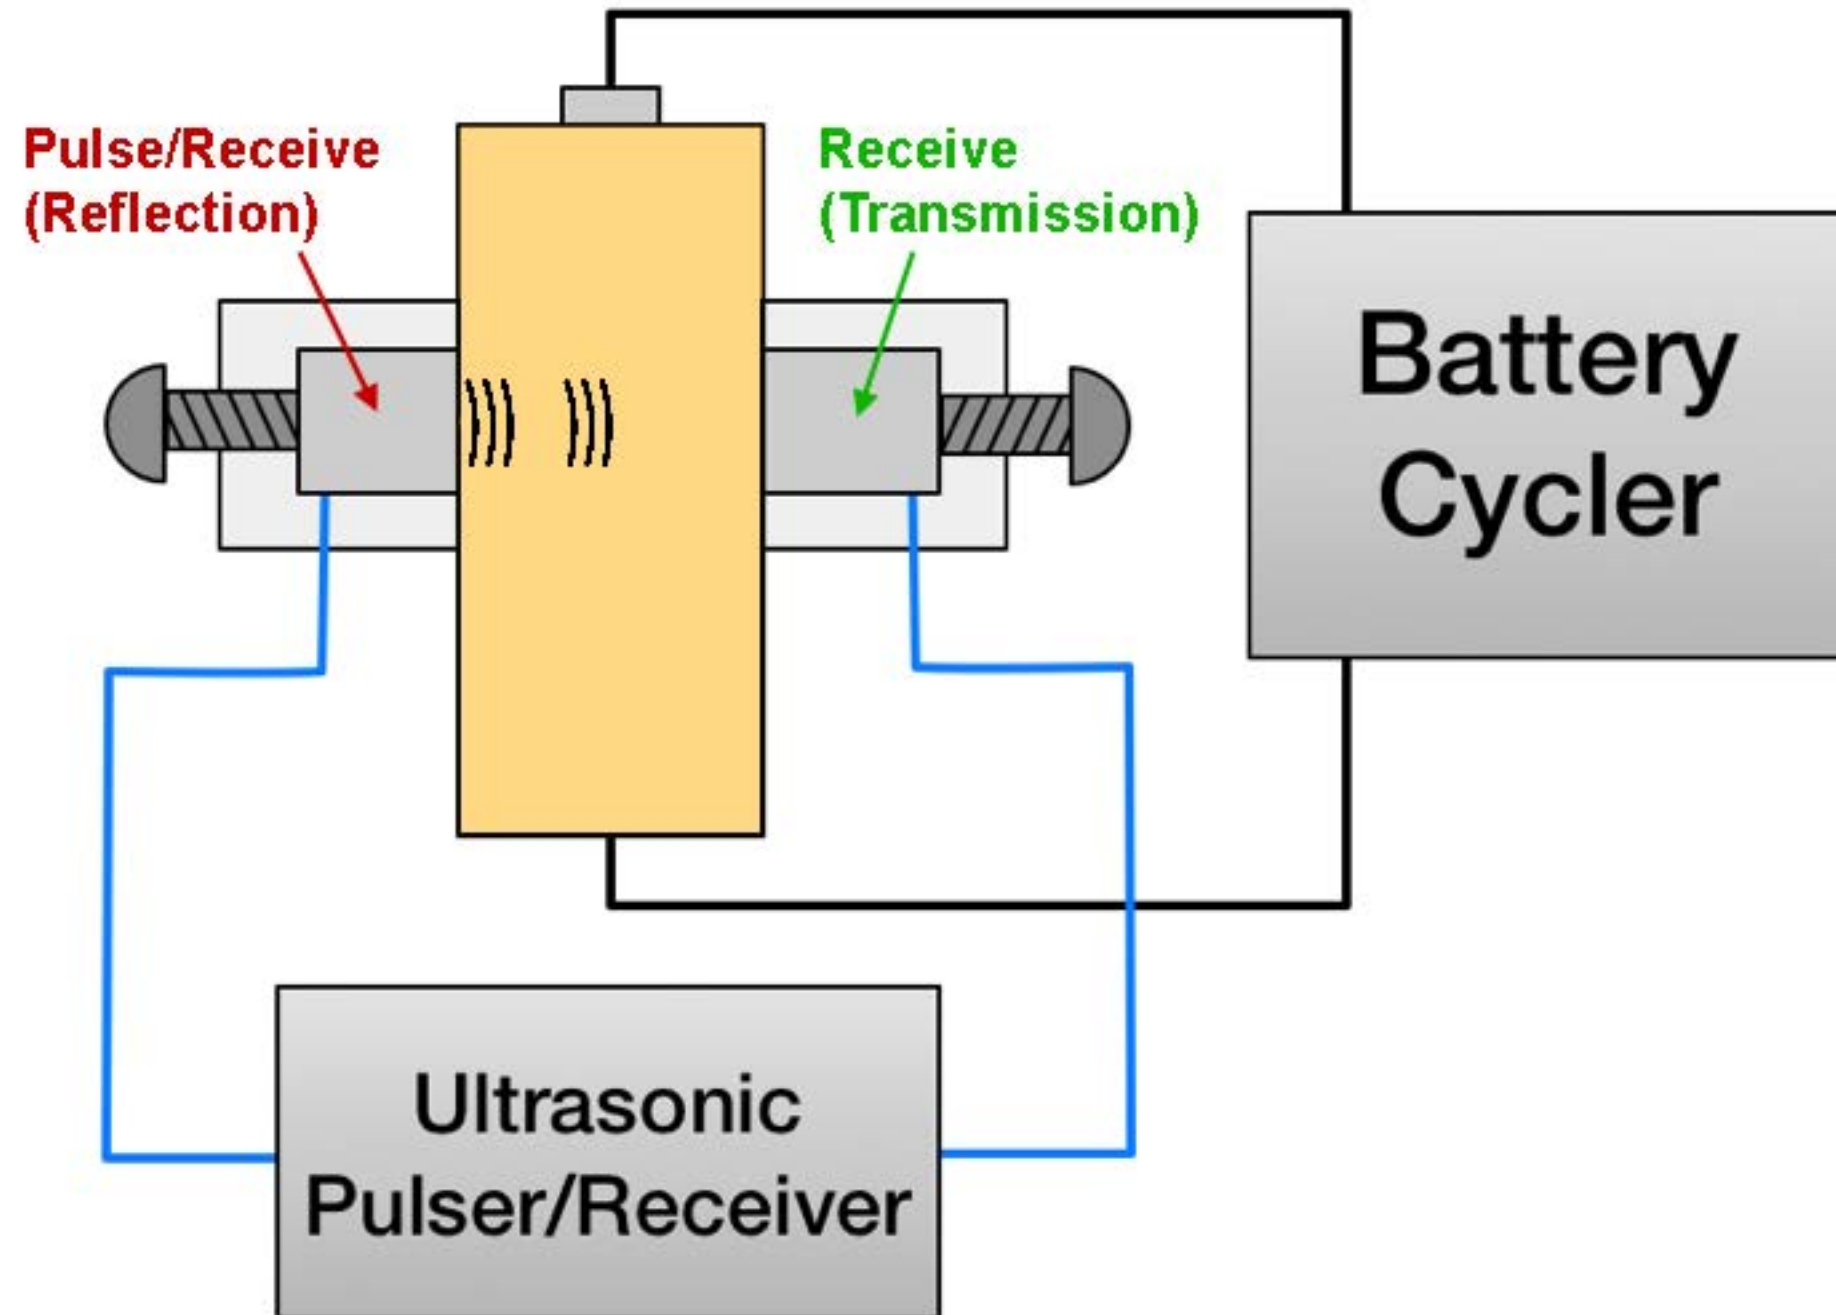 Pulse/Receive
(Reflection)
Receive
(Transmission)
Battery
Cycler
Ultrasonic
Pulser/Receiver